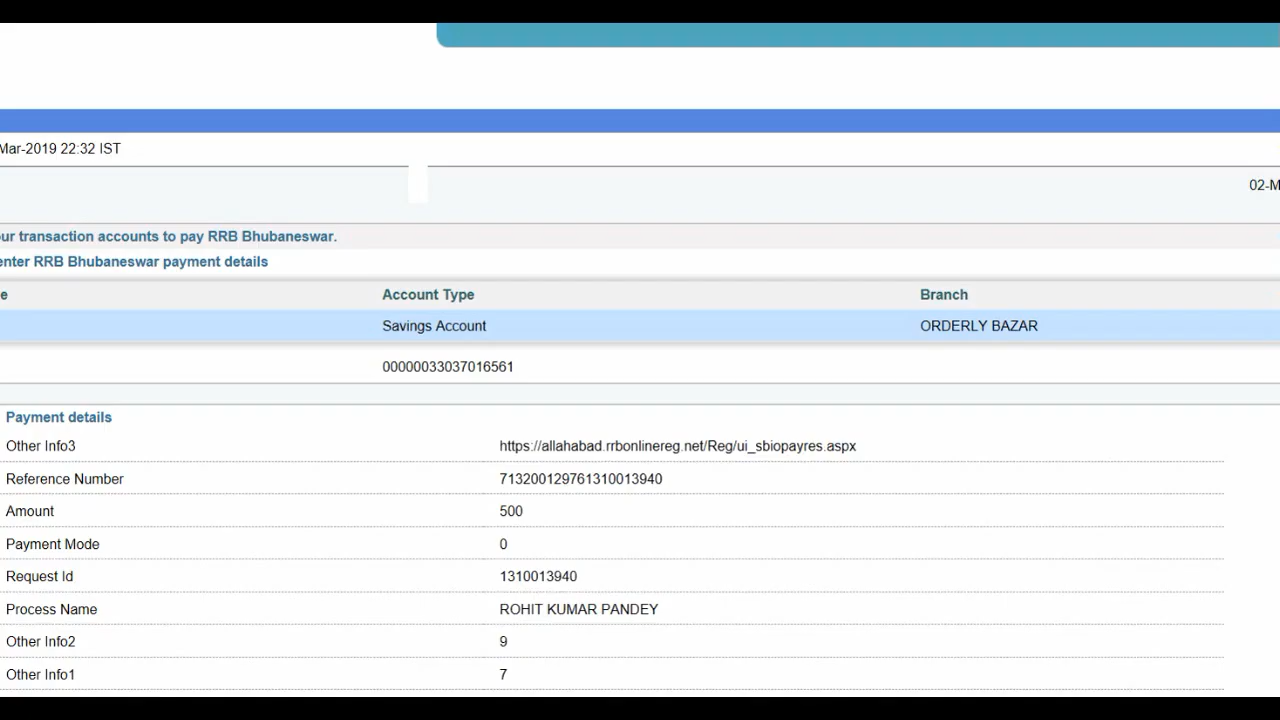 Mar-2019 22:32 IST
02-M
our transaction accounts to pay RRB Bhubaneswar.
enter RRB Bhubaneswar payment details
e Account Type Branch
Savings Account ORDERLY BAZAR
00000033037016561
Payment details
Other Info3 https://allahabad.rrbonlinereg.net/Reg/ui_sbiopayres.aspx
Reference Number 713200129761310013940
Amount 500
Payment Mode 0
Request Id 1310013940
Process Name ROHIT KUMAR PANDEY
Other Info2 9
Other Info1 7